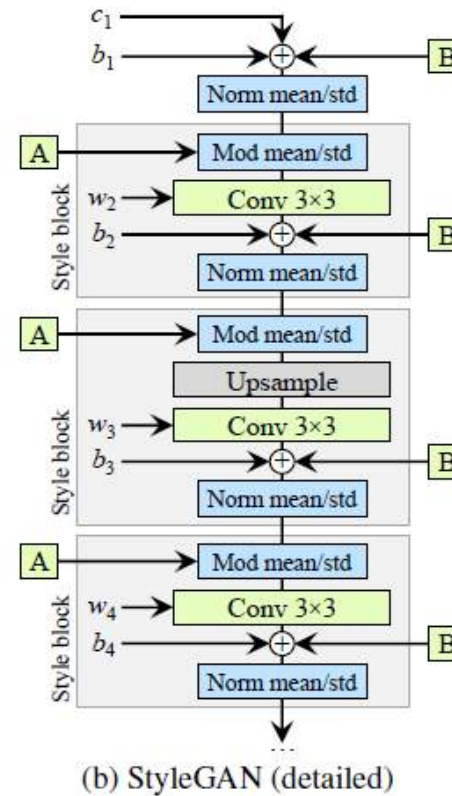 c₁
b₁ + B
Norm mean/std
Style block
A Mod mean/std
w₂ Conv 3×3
b₂ + B
Norm mean/std
Style block
A Mod mean/std
Upsample
w₃ Conv 3×3
b₃ + B
Norm mean/std
Style block
A Mod mean/std
w₄ Conv 3×3
b₄ + B
Norm mean/std
...
(b) StyleGAN (detailed)